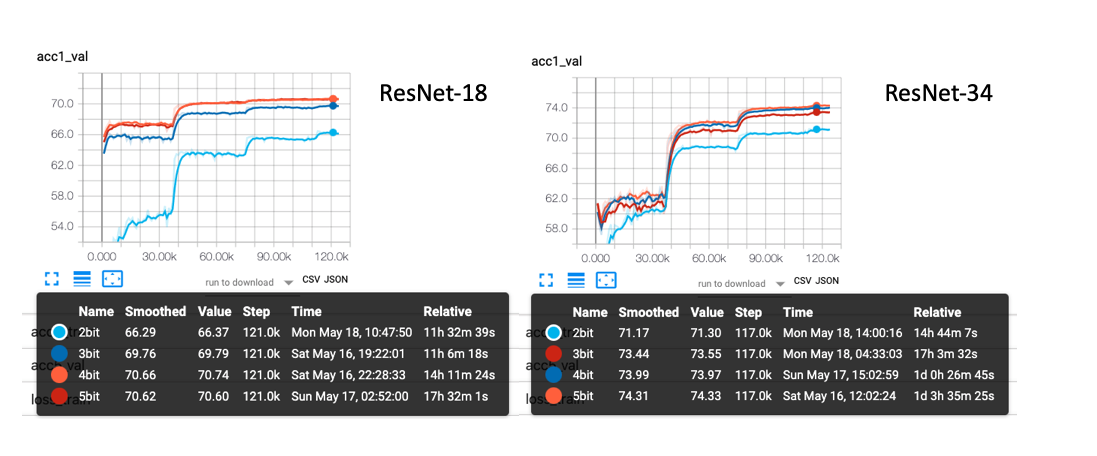 acc1_val
ResNet-18
70.0
66.0
62.0
58.0
54.0
0.000 30.00k 60.00k 90.00k 120.0k
run to download CSV JSON
Name Smoothed Value Step Time Relative
2bit 66.29 66.37 121.0k Mon May 18, 10:47:50 11h 32m 39s
3bit 69.76 69.79 121.0k Sat May 16, 19:22:01 11h 6m 18s
4bit 70.66 70.74 121.0k Sat May 16, 22:28:33 14h 11m 24s
5bit 70.62 70.60 121.0k Sun May 17, 02:52:00 17h 32m 1s
acc1_val
ResNet-34
74.0
70.0
66.0
62.0
58.0
0.000 30.00k 60.00k 90.00k 120.0k
run to download CSV JSON
Name Smoothed Value Step Time Relative
2bit 71.17 71.30 117.0k Mon May 18, 14:00:16 14h 44m 7s
3bit 73.44 73.55 117.0k Mon May 18, 04:33:03 17h 3m 32s
4bit 73.99 73.97 117.0k Sun May 17, 15:02:59 1d 0h 26m 45s
5bit 74.31 74.33 117.0k Sat May 16, 12:02:24 1d 3h 35m 25s